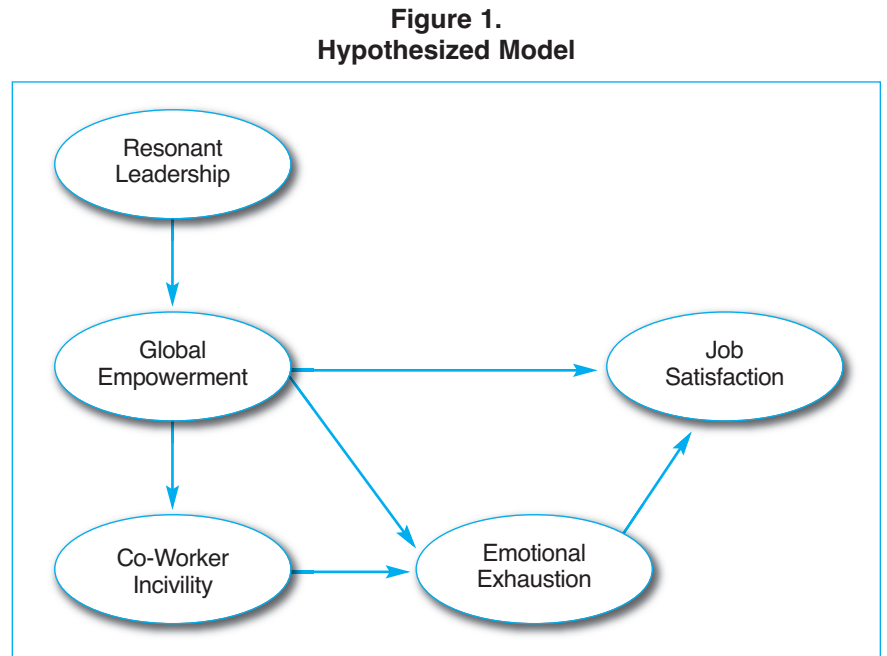 Figure 1.
Hypothesized Model
Resonant
Leadership
Global
Empowerment
Job
Satisfaction
Co-Worker
Incivility
Emotional
Exhaustion